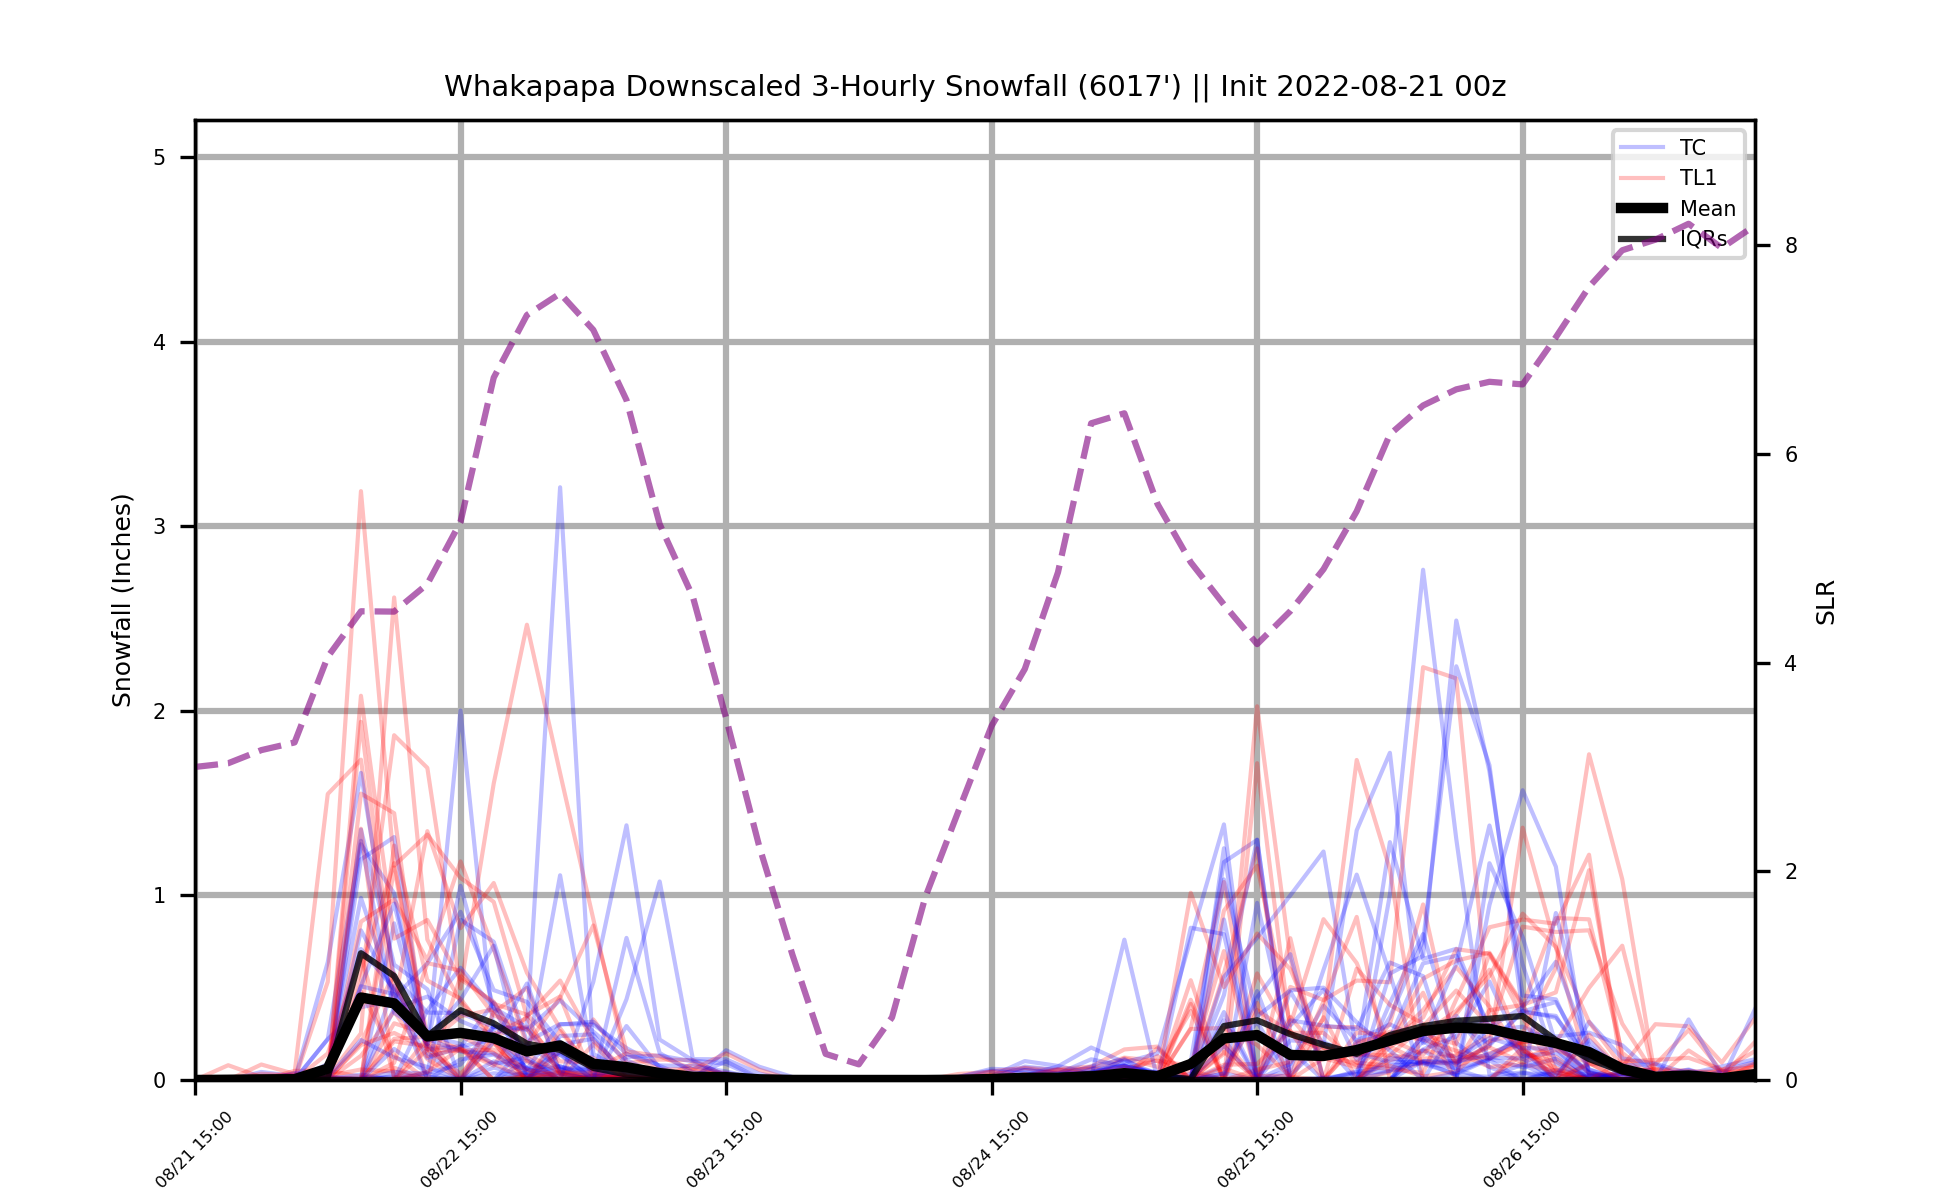 Whakapapa Downscaled 3-Hourly Snowfall (6017') || Init 2022-08-21 00z
TC
TL1
Mean
IQRs
Snowfall (Inches)
5
4
3
2
1
0
SLR
8
6
4
2
0
08/21 15:00
08/22 15:00
08/23 15:00
08/24 15:00
08/25 15:00
08/26 15:00